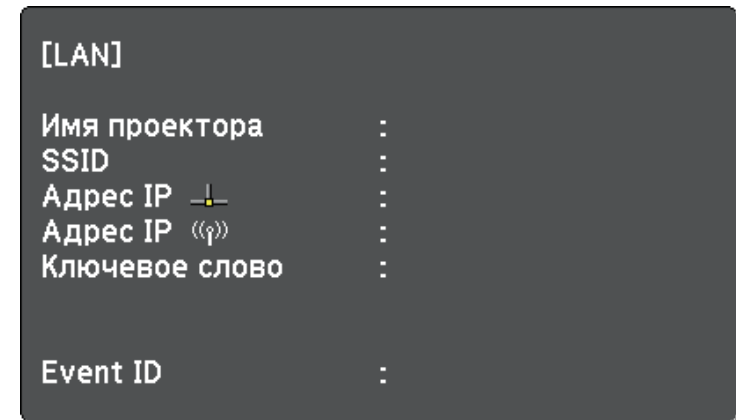 [LAN]
Имя проектора :
SSID :
Адрес IP :
Адрес IP :
Ключевое слово :
Event ID :